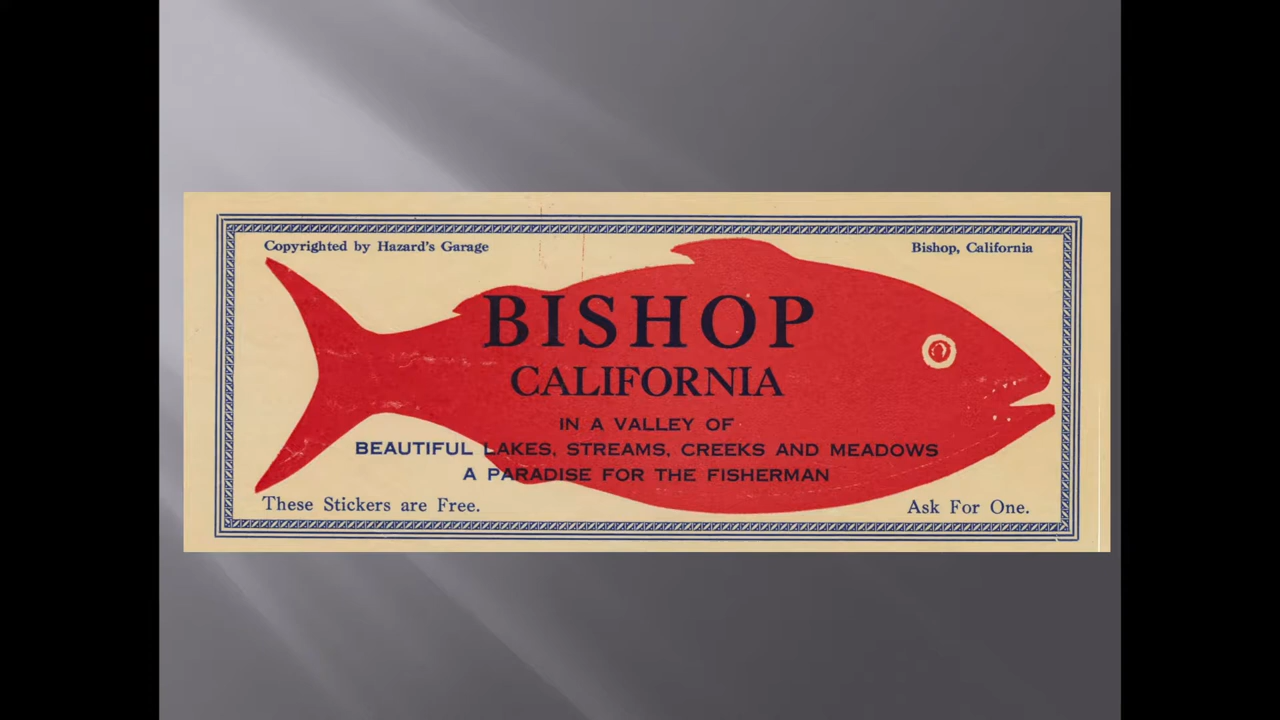 Copyrighted by Hazard's Garage
Bishop, California
BISHOP
CALIFORNIA
IN A VALLEY OF
BEAUTIFUL LAKES, STREAMS, CREEKS AND MEADOWS
A PARADISE FOR THE FISHERMAN
These Stickers are Free.
Ask For One.